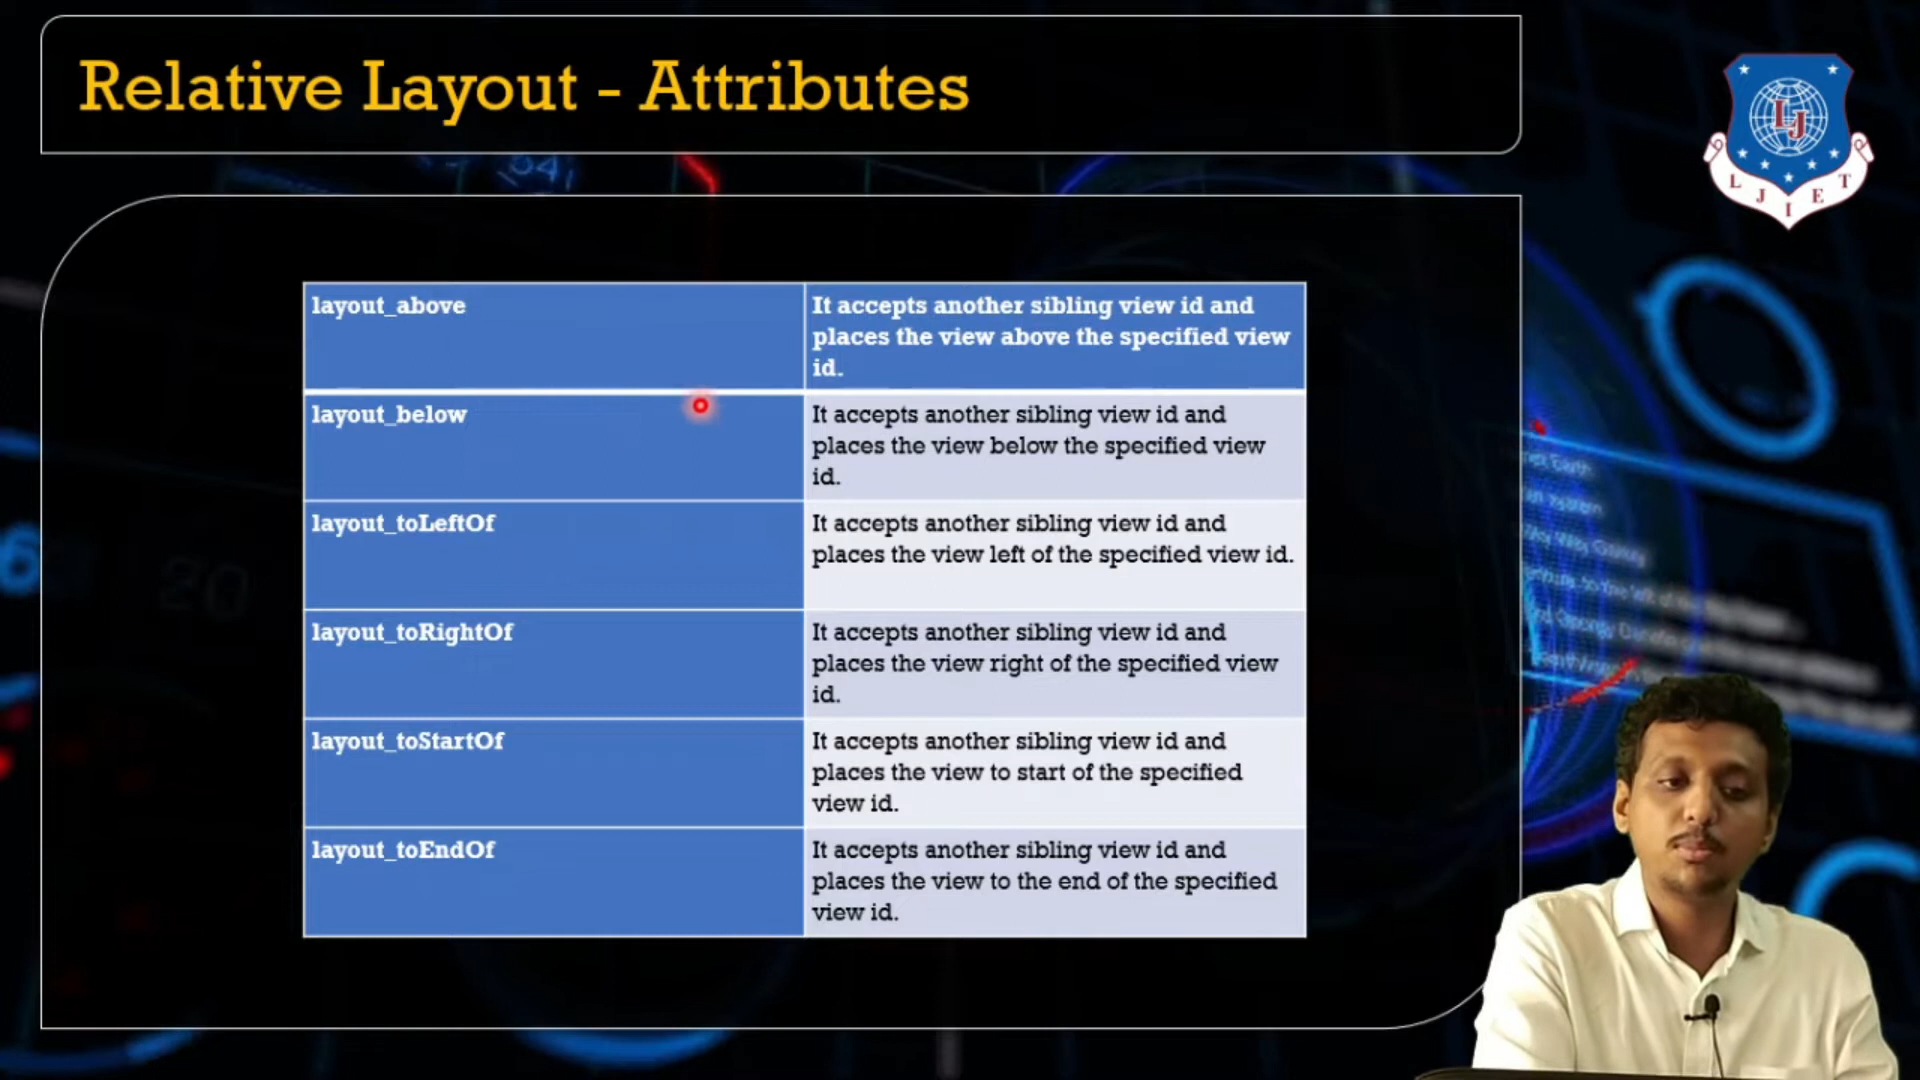 Relative Layout - Attributes
LJ
L J I E T
layout_above
It accepts another sibling view id and
places the view above the specified view
id.
layout_below
It accepts another sibling view id and
places the view below the specified view
id.
layout_toLeftOf
It accepts another sibling view id and
places the view left of the specified view id.
layout_toRightOf
It accepts another sibling view id and
places the view right of the specified view
id.
layout_toStartOf
It accepts another sibling view id and
places the view to start of the specified
view id.
layout_toEndOf
It accepts another sibling view id and
places the view to the end of the specified
view id.
20